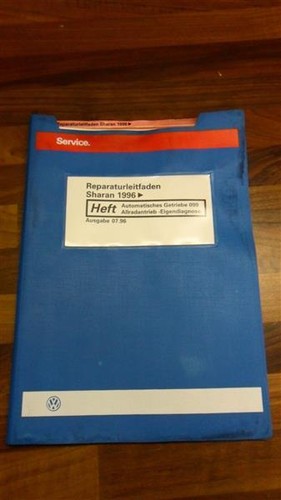 Reparaturleitfaden Sharan 1996 ►
Service.
Reparaturleitfaden
Sharan 1996 ►
Heft Automatisches Getriebe 099
Allradantrieb -Eigendiagnose-
Ausgabe 07.96